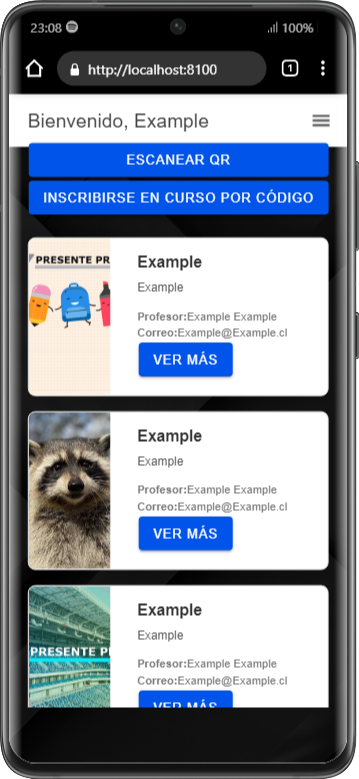 23:08 100%
http://localhost:8100 1
Bienvenido, Example
ESCANEAR QR
INSCRIBIRSE EN CURSO POR CÓDIGO
PRESENTE PR
Example
Example
Profesor:Example Example
Correo:Example@Example.cl
VER MÁS
Example
Example
Profesor:Example Example
Correo:Example@Example.cl
VER MÁS
PRESENTE P
Example
Example
Profesor:Example Example
Correo:Example@Example.cl
VER MÁS